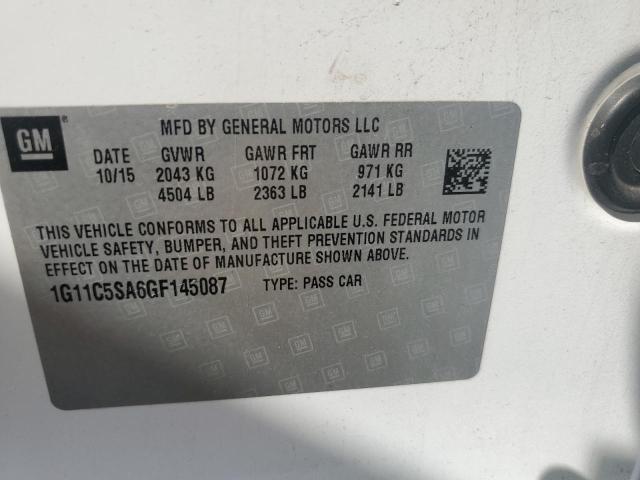 GM ® MFD BY GENERAL MOTORS LLC
DATE GVWR GAWR FRT GAWR RR
10/15 2043 KG 1072 KG 971 KG
4504 LB 2363 LB 2141 LB
THIS VEHICLE CONFORMS TO ALL APPLICABLE U.S. FEDERAL MOTOR
VEHICLE SAFETY, BUMPER, AND THEFT PREVENTION STANDARDS IN
EFFECT ON THE DATE OF MANUFACTURE SHOWN ABOVE.
1G11C5SA6GF145087 TYPE: PASS CAR